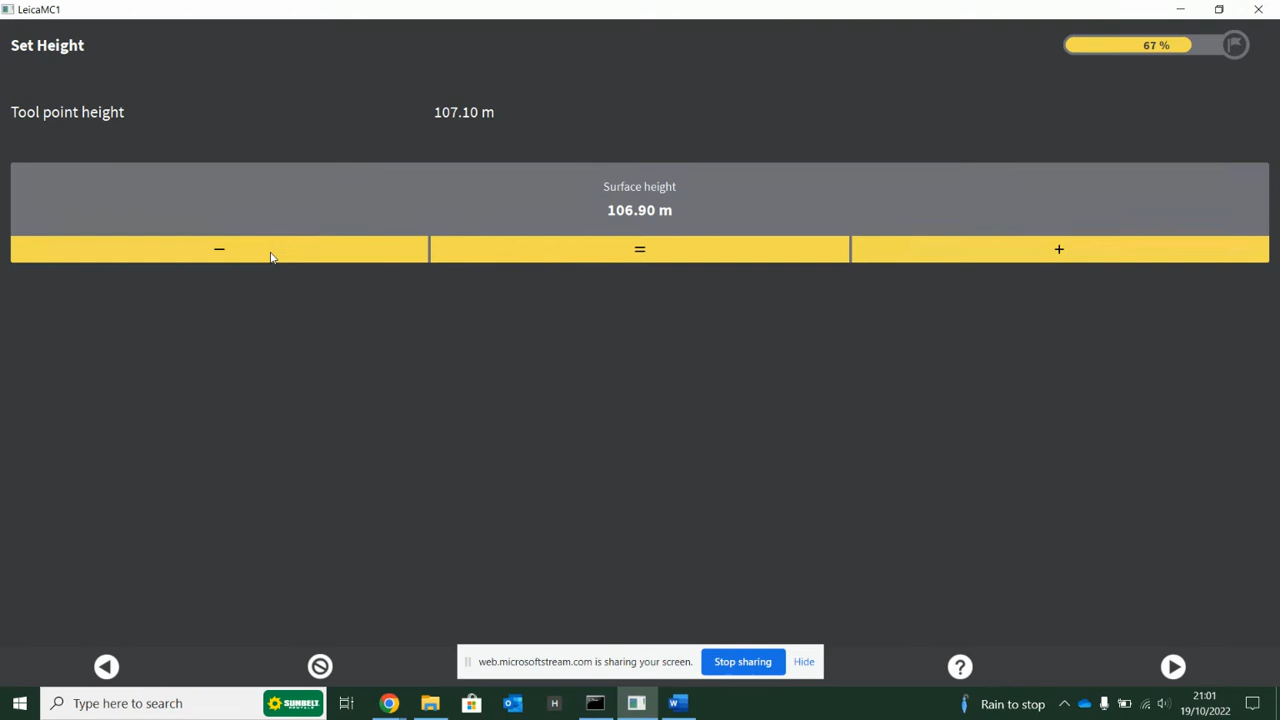 LeicaMC1
Set Height
67 %
Tool point height 107.10 m
Surface height
106.90 m
− = +
web.microsoftstream.com is sharing your screen. Stop sharing Hide
?
Type here to search
SUNBELT
H
Rain to stop
21:01
19/10/2022